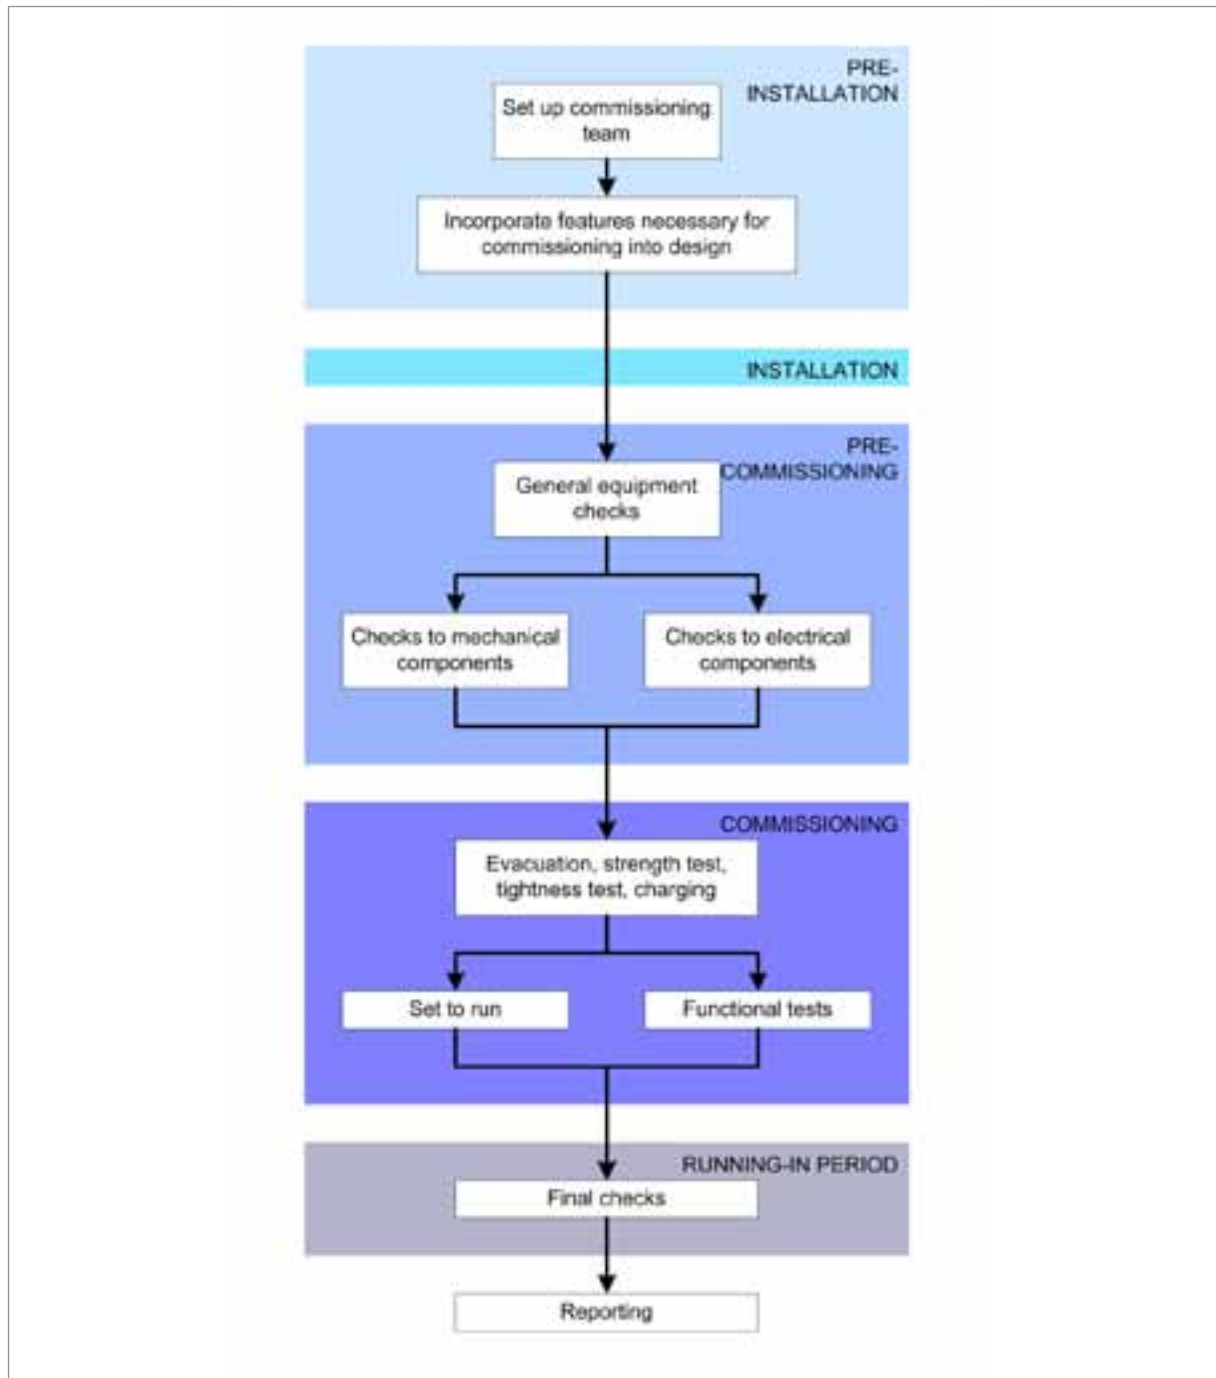 PRE-
INSTALLATION
Set up commissioning
team
Incorporate features necessary for
commissioning into design
INSTALLATION
PRE-
COMMISSIONING
General equipment
checks
Checks to mechanical
components
Checks to electrical
components
COMMISSIONING
Evacuation, strength test,
tightness test, charging
Set to run
Functional tests
RUNNING-IN PERIOD
Final checks
Reporting